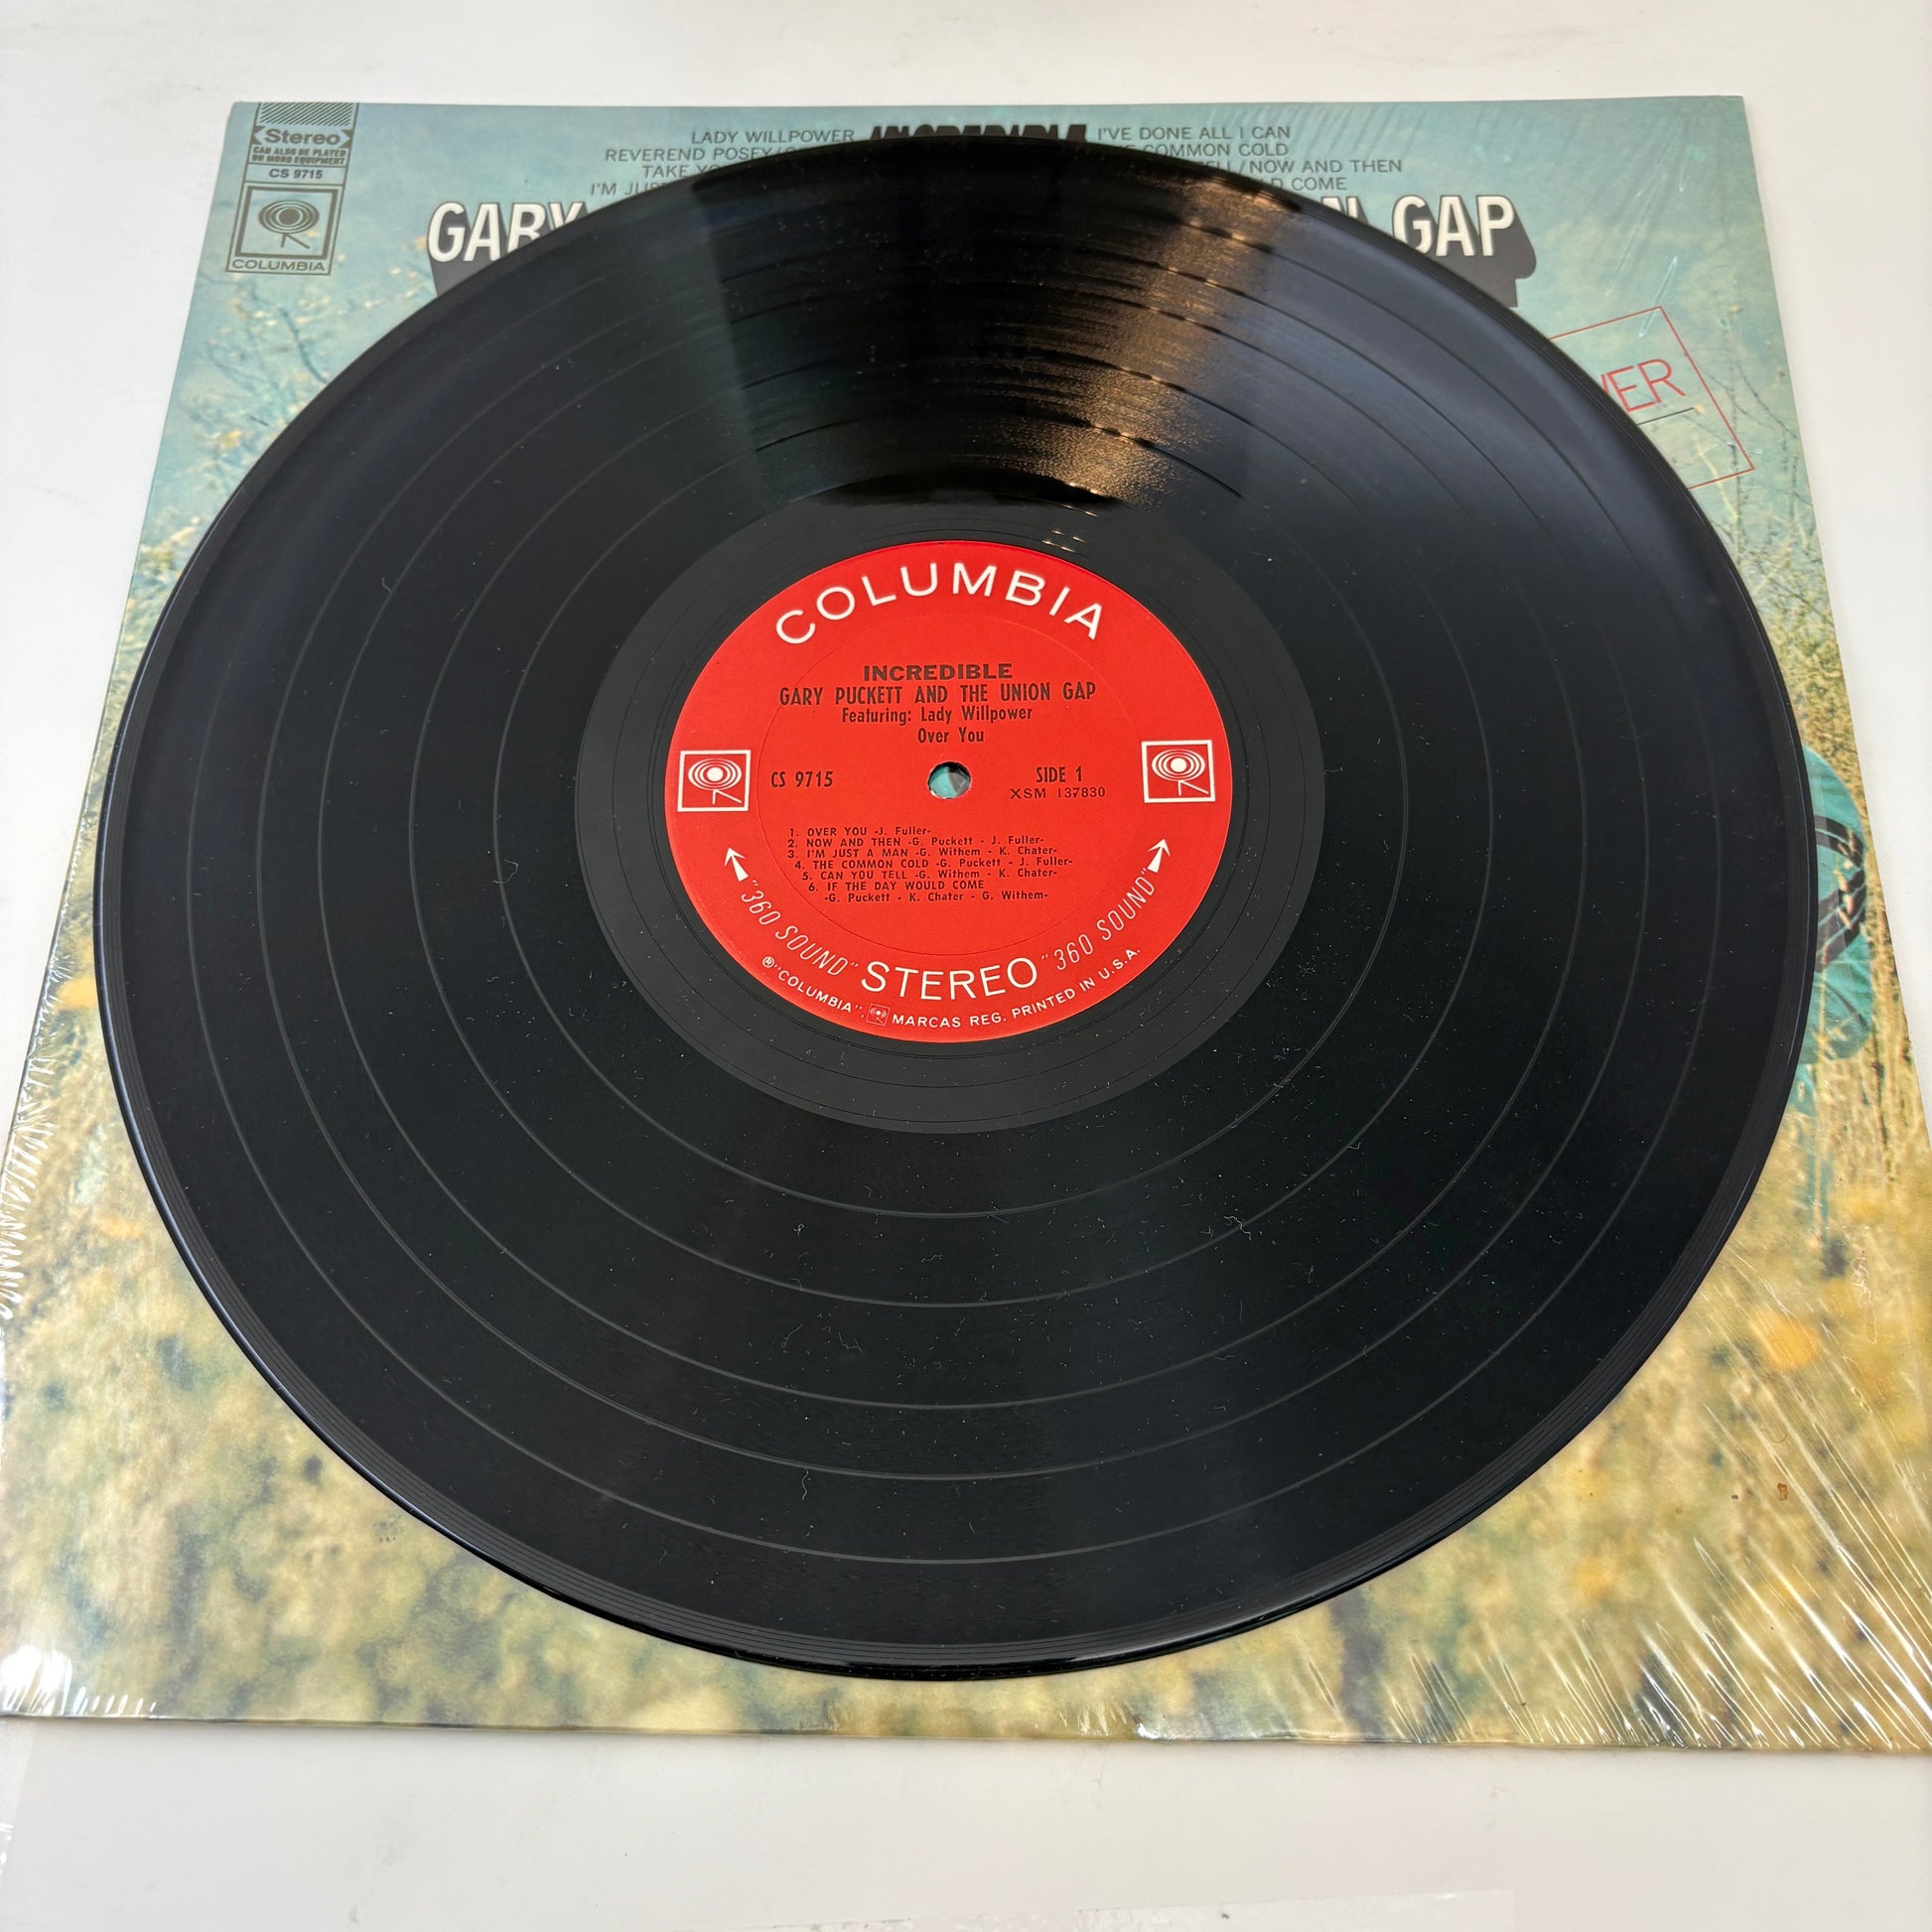 Stereo
CAN ALSO BE PLAYED
ON MONO EQUIPMENT
CS 9715
COLUMBIA
LADY WILLPOWER INCREDIBLE I'VE DONE ALL I CAN
REVEREND POSEY COMMON COLD
TAKE NOW AND THEN
I'M COME
GARY GAP
COLUMBIA
INCREDIBLE
GARY PUCKETT AND THE UNION GAP
Featuring: Lady Willpower
Over You
CS 9715
SIDE 1
XSM 137830
1. OVER YOU -J. Fuller-
2. NOW AND THEN -G. Puckett - J. Fuller-
3. I'M JUST A MAN -G. Withem - K. Chater-
4. THE COMMON COLD -G. Puckett - J. Fuller-
5. CAN YOU TELL -G. Withem - K. Chater-
6. IF THE DAY WOULD COME
-G. Puckett - K. Chater - G. Withem-
"360 SOUND" STEREO "360 SOUND"
® "COLUMBIA", MARCAS REG. PRINTED IN U.S.A.